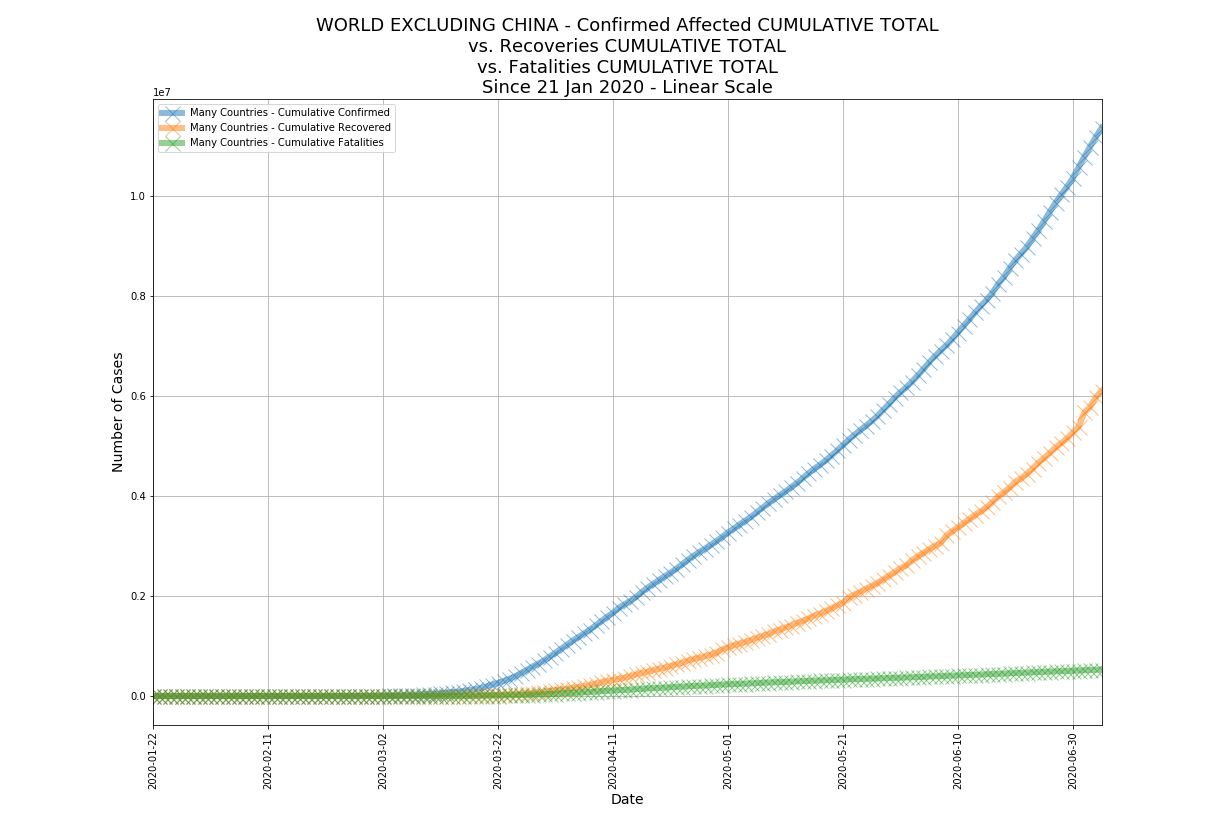 WORLD EXCLUDING CHINA - Confirmed Affected CUMULATIVE TOTAL
vs. Recoveries CUMULATIVE TOTAL
vs. Fatalities CUMULATIVE TOTAL
Since 21 Jan 2020 - Linear Scale
1e7
Many Countries - Cumulative Confirmed
Many Countries - Cumulative Recovered
Many Countries - Cumulative Fatalities
1.0
0.8
0.6
0.4
0.2
0.0
Number of Cases
2020-01-22
2020-02-11
2020-03-02
2020-03-22
2020-04-11
2020-05-01
2020-05-21
2020-06-10
2020-06-30
Date